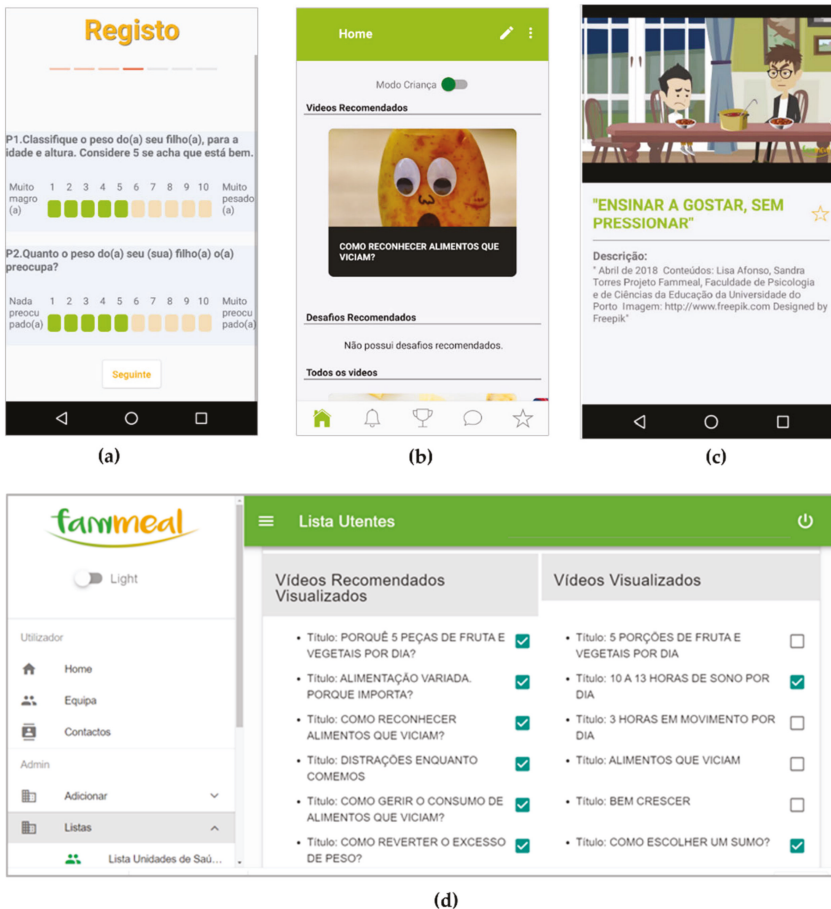 Registo
P1.Classifique o peso do(a) seu filho(a), para a
idade e altura. Considere 5 se acha que está bem.
Muito
magro
(a)
1 2 3 4 5 6 7 8 9 10
Muito
pesado
(a)
P2.Quanto o peso do(a) seu (sua) filho(a) o(a)
preocupa?
Nada
preocu
pado(a)
1 2 3 4 5 6 7 8 9 10
Muito
preocu
pado(a)
Seguinte
(a)
Home
Modo Criança
Videos Recomendados
COMO RECONHECER ALIMENTOS QUE
VICIAM?
Desafios Recomendados
Não possui desafios recomendados.
Todos os videos
(b)
"ENSINAR A GOSTAR, SEM
PRESSIONAR"
Descrição:
" Abril de 2018 Conteúdos: Lisa Afonso, Sandra
Torres Projeto Fammeal, Faculdade de Psicologia
e de Ciências da Educação da Universidade do
Porto Imagem: http://www.freepik.com Designed by
Freepik"
(c)
fammeal
Light
Utilizador
Home
Equipa
Contactos
Admin
Adicionar
Listas
Lista Unidades de Saú...
Lista Utentes
Vídeos Recomendados
Visualizados
• Título: PORQUÊ 5 PEÇAS DE FRUTA E
VEGETAIS POR DIA?
• Título: ALIMENTAÇÃO VARIADA.
PORQUE IMPORTA?
• Título: COMO RECONHECER
ALIMENTOS QUE VICIAM?
• Título: DISTRAÇÕES ENQUANTO
COMEMOS
• Título: COMO GERIR O CONSUMO DE
ALIMENTOS QUE VICIAM?
• Título: COMO REVERTER O EXCESSO
DE PESO?
Vídeos Visualizados
• Título: 5 PORÇÕES DE FRUTA E
VEGETAIS POR DIA
• Título: 10 A 13 HORAS DE SONO POR
DIA
• Título: 3 HORAS EM MOVIMENTO POR
DIA
• Título: ALIMENTOS QUE VICIAM
• Título: BEM CRESCER
• Título: COMO ESCOLHER UM SUMO?
(d)